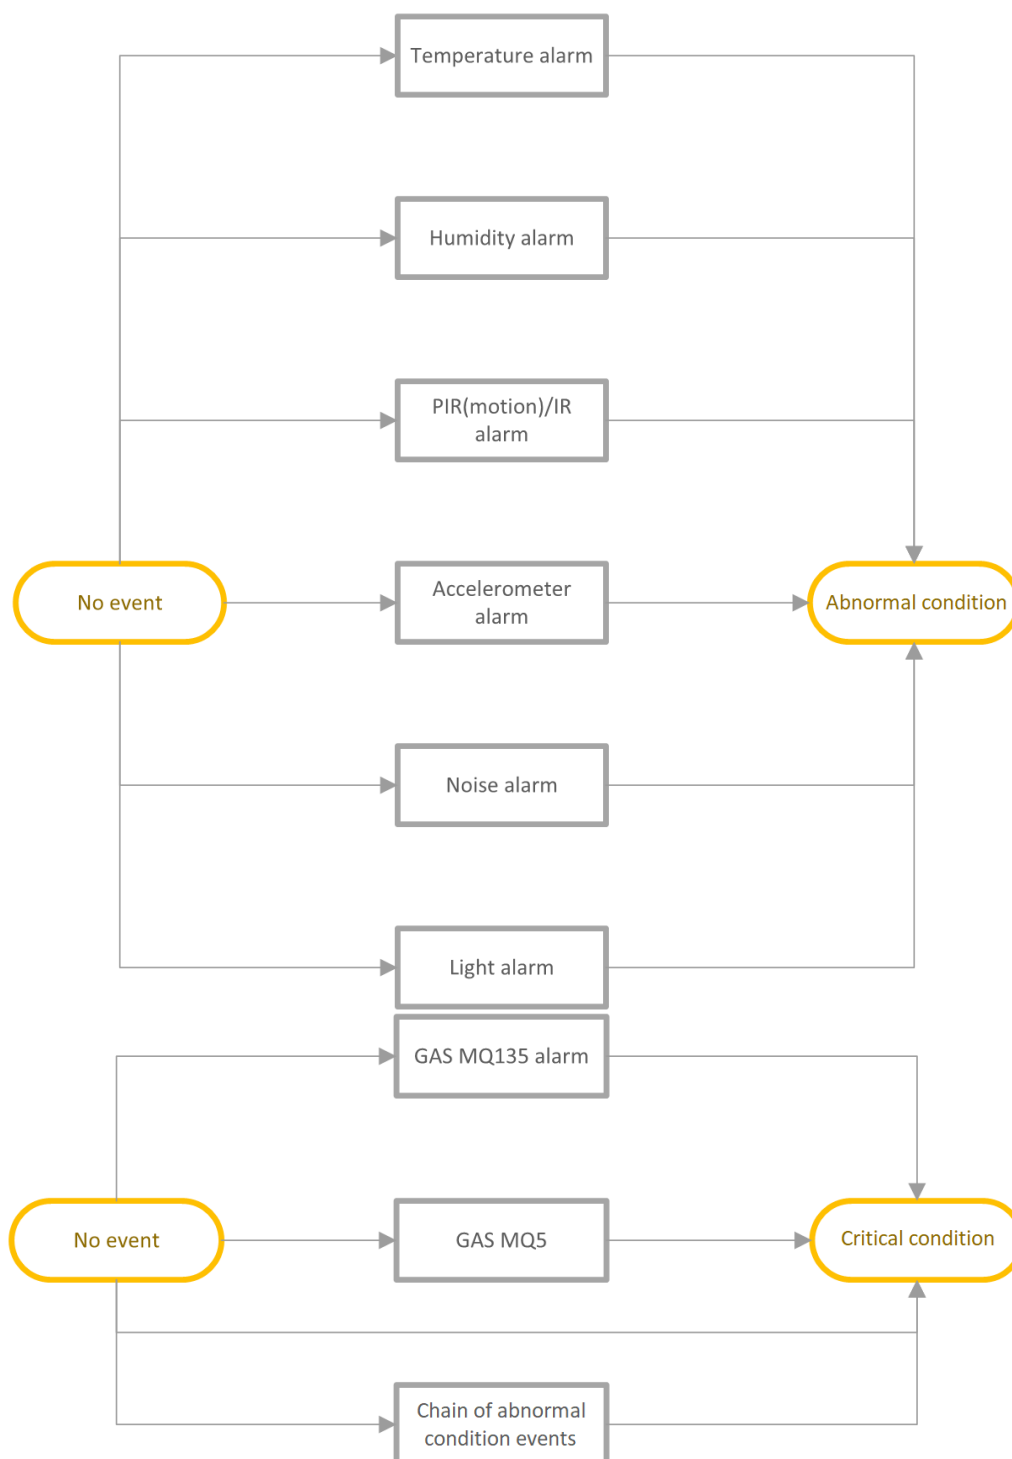 Temperature alarm
Humidity alarm
PIR(motion)/IR
alarm
No event
Accelerometer
alarm
Abnormal condition
Noise alarm
Light alarm
GAS MQ135 alarm
No event
GAS MQ5
Critical condition
Chain of abnormal
condition events